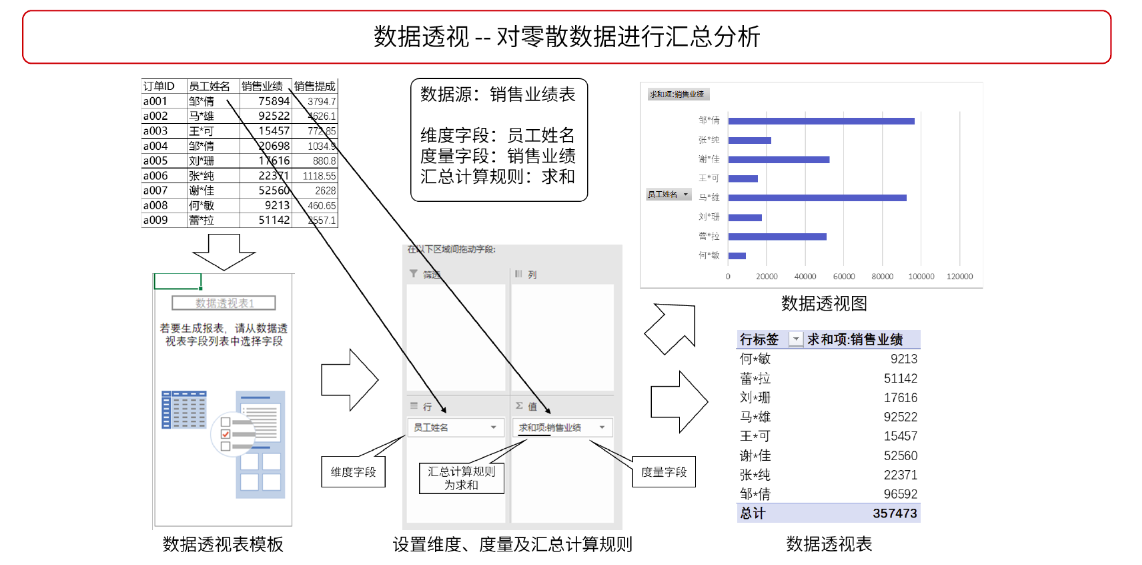 数据透视 -- 对零散数据进行汇总分析
订单ID 员工姓名 销售业绩 销售提成
a001 邹*倩 75894 3794.7
a002 马*雄 92522 4626.1
a003 王*可 15457 772.85
a004 邹*倩 20698 1034.9
a005 刘*珊 17616 880.8
a006 张*纯 22371 1118.55
a007 谢*佳 52560 2628
a008 何*敏 9213 460.65
a009 蕾*拉 51142 2557.1
数据源：销售业绩表
维度字段：员工姓名
度量字段：销售业绩
汇总计算规则：求和
求和项:销售业绩
员工姓名
邹*倩
张*纯
谢*佳
王*可
马*雄
刘*珊
蕾*拉
何*敏
0 20000 40000 60000 80000 100000 120000
数据透视图
数据透视表1
若要生成报表，请从数据透
视表字段列表中选择字段
数据透视表模板
在以下区域间拖动字段:
筛选
列
行
Σ 值
员工姓名
求和项:销售业绩
维度字段
汇总计算规则
为求和
度量字段
设置维度、度量及汇总计算规则
行标签 求和项:销售业绩
何*敏 9213
蕾*拉 51142
刘*珊 17616
马*雄 92522
王*可 15457
谢*佳 52560
张*纯 22371
邹*倩 96592
总计 357473
数据透视表